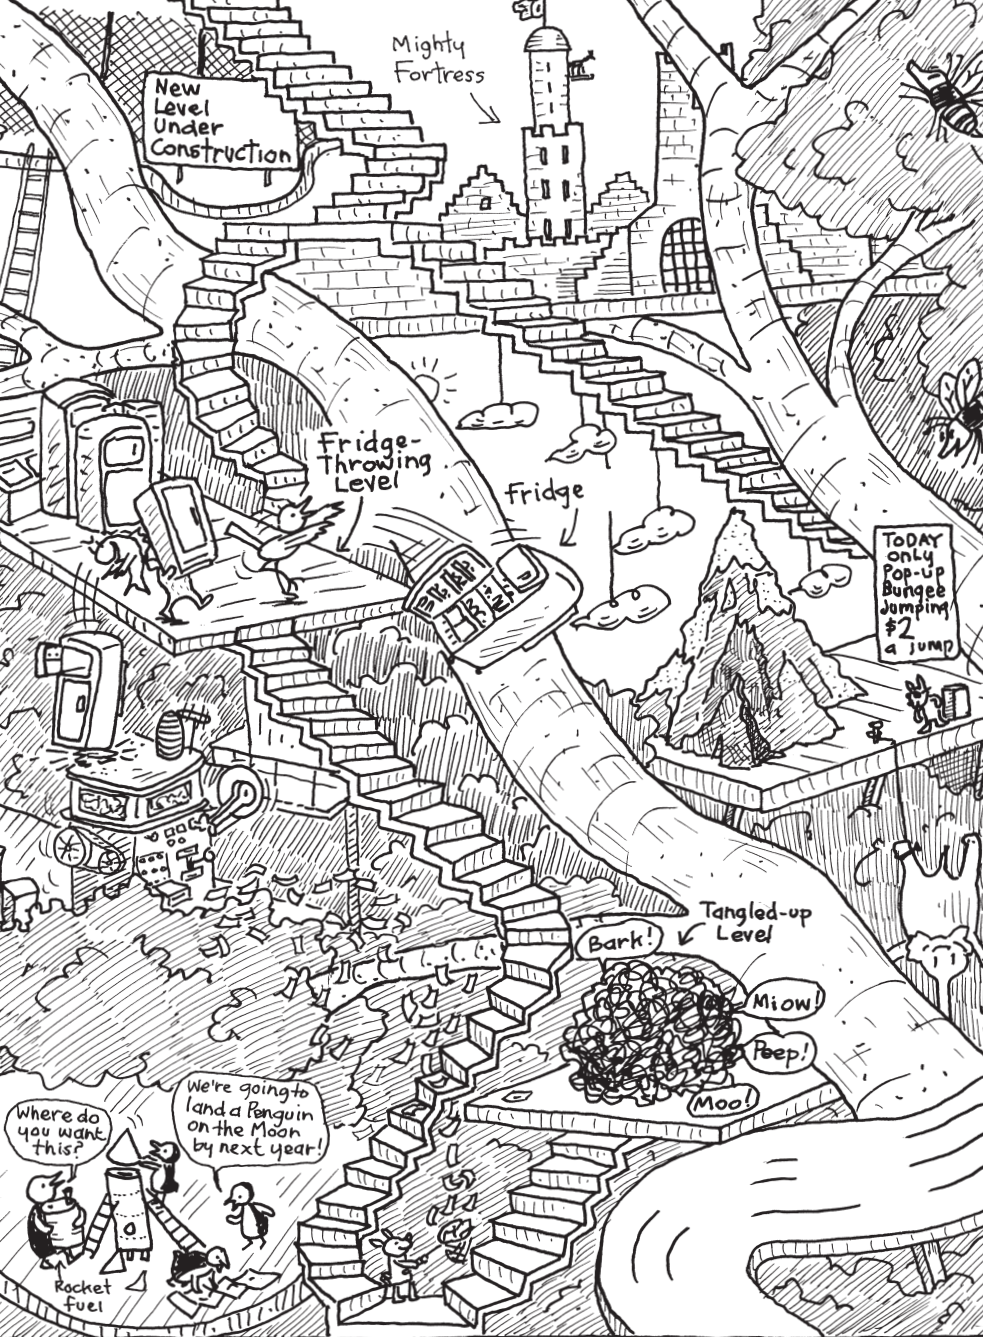 Mighty
Fortress
New
Level
Under
Construction
Fridge-
Throwing
Level
Fridge
TODAY
only
Pop-up
Bungee
Jumping
$2
a jump
Tangled-up
Level
Bark!
Miow!
Peep!
Moo!
Where do
you want
this?
We're going to
land a Penguin
on the Moon
by next year!
Rocket
fuel